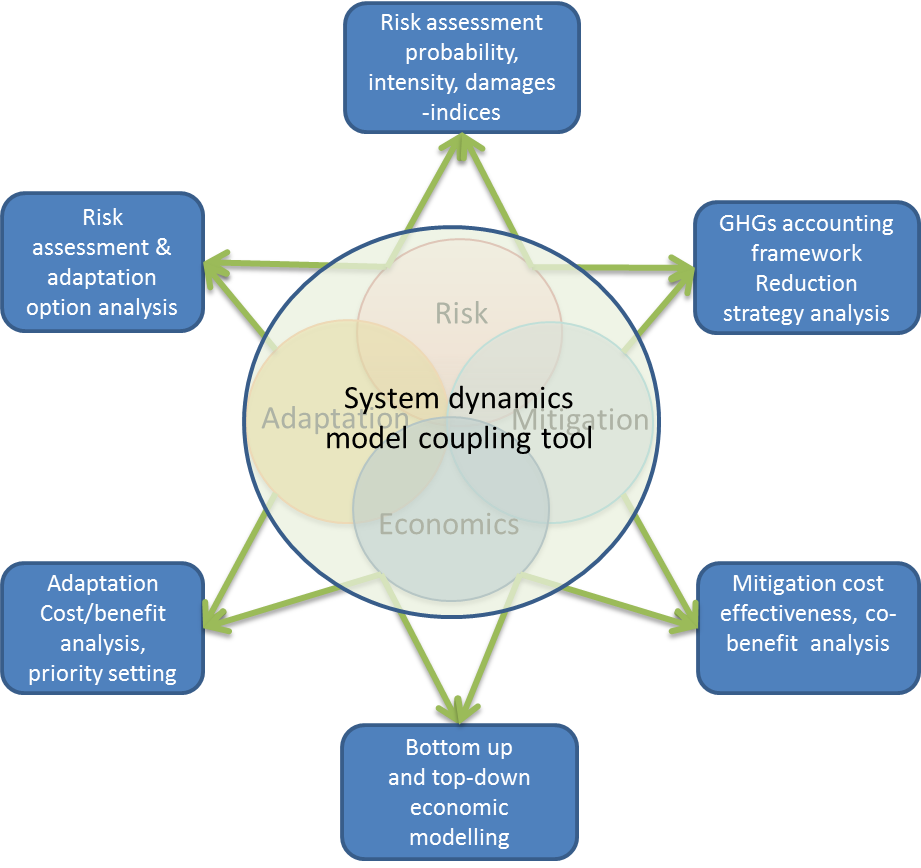 Risk assessment
probability,
intensity, damages
-indices
Risk
assessment &
adaptation
option analysis
GHGs accounting
framework
Reduction
strategy analysis
Risk
System dynamics
Adaptation
Mitigation
model coupling tool
Economics
Adaptation
Cost/benefit
analysis,
priority setting
Mitigation cost
effectiveness, co-
benefit  analysis
Bottom up
and top-down
economic
modelling